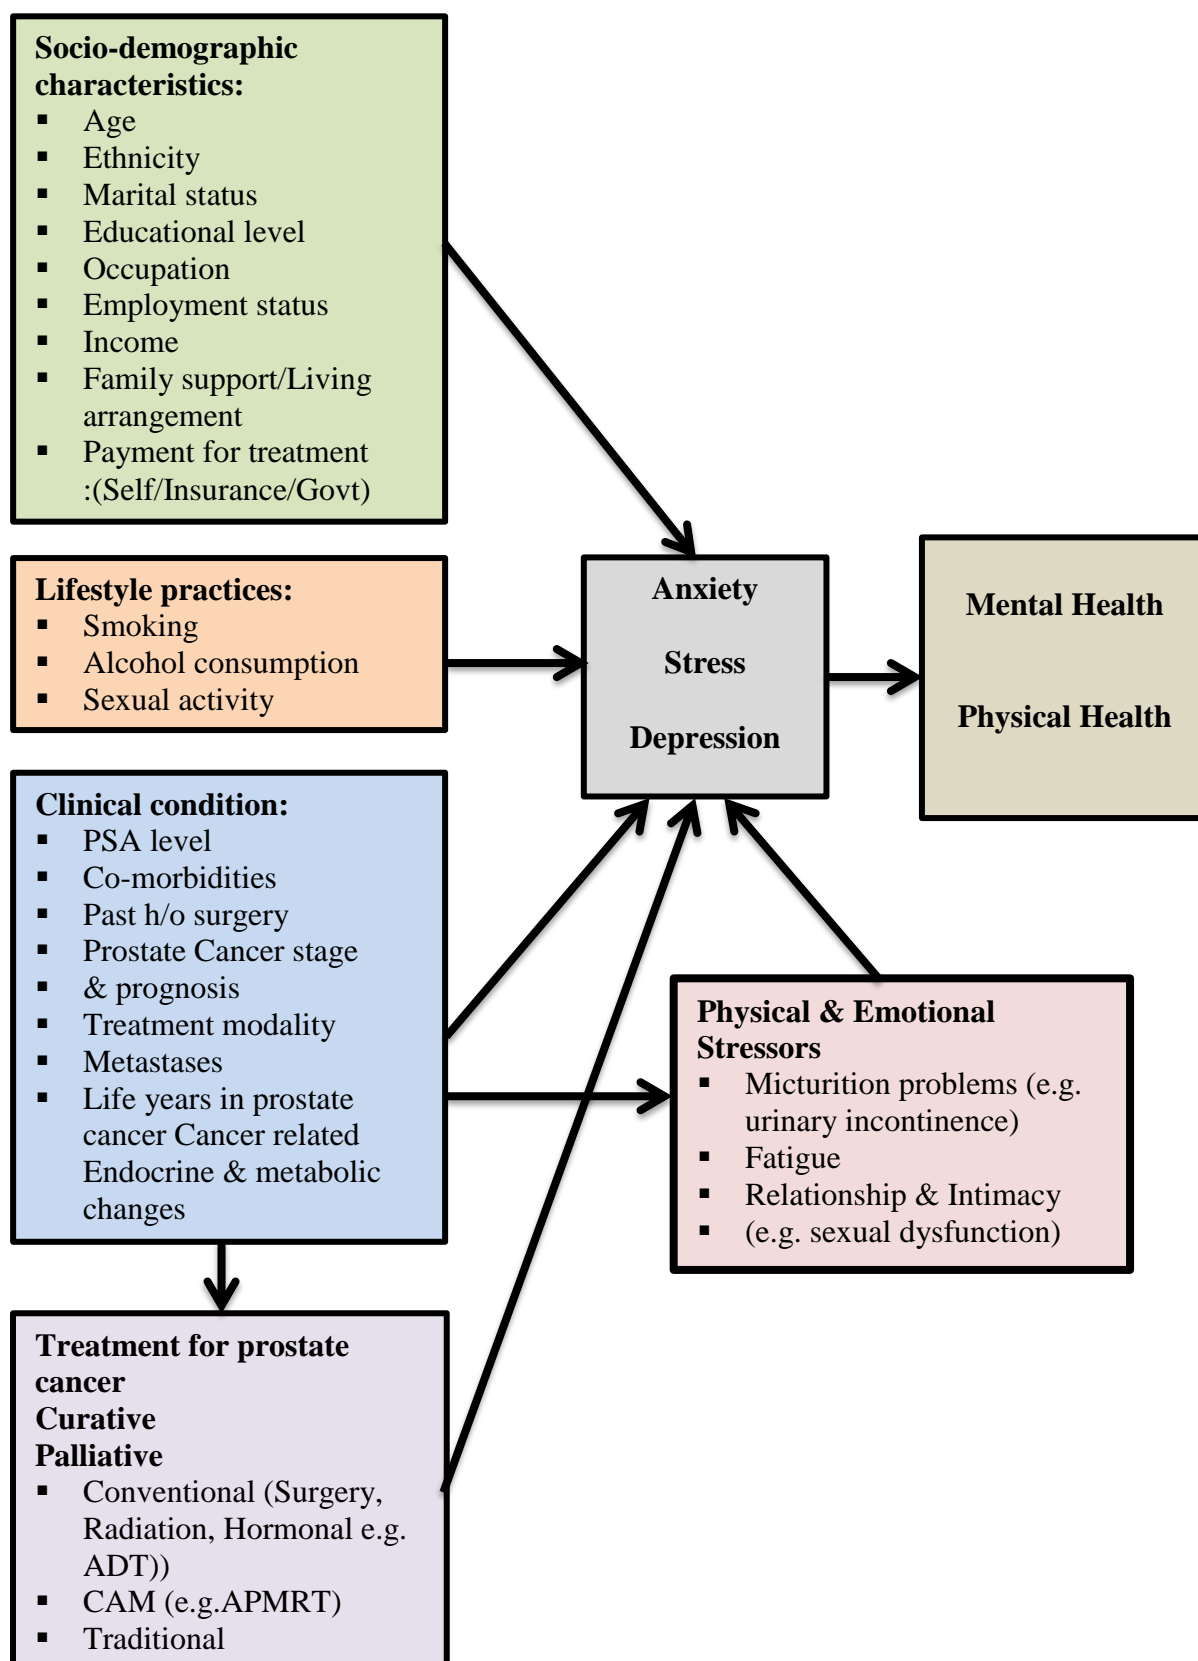 Socio-demographic
characteristics:
▪ Age
▪ Ethnicity
▪ Marital status
▪ Educational level
▪ Occupation
▪ Employment status
▪ Income
▪ Family support/Living
arrangement
▪ Payment for treatment
:(Self/Insurance/Govt)
Lifestyle practices:
▪ Smoking
▪ Alcohol consumption
▪ Sexual activity
Anxiety
Stress
Depression
Mental Health
Physical Health
Clinical condition:
▪ PSA level
▪ Co-morbidities
▪ Past h/o surgery
▪ Prostate Cancer stage
▪ & prognosis
▪ Treatment modality
▪ Metastases
▪ Life years in prostate
cancer Cancer related
Endocrine & metabolic
changes
Physical & Emotional
Stressors
▪ Micturition problems (e.g.
urinary incontinence)
▪ Fatigue
▪ Relationship & Intimacy
▪ (e.g. sexual dysfunction)
Treatment for prostate
cancer
Curative
Palliative
▪ Conventional (Surgery,
Radiation, Hormonal e.g.
ADT))
▪ CAM (e.g.APMRT)
▪ Traditional